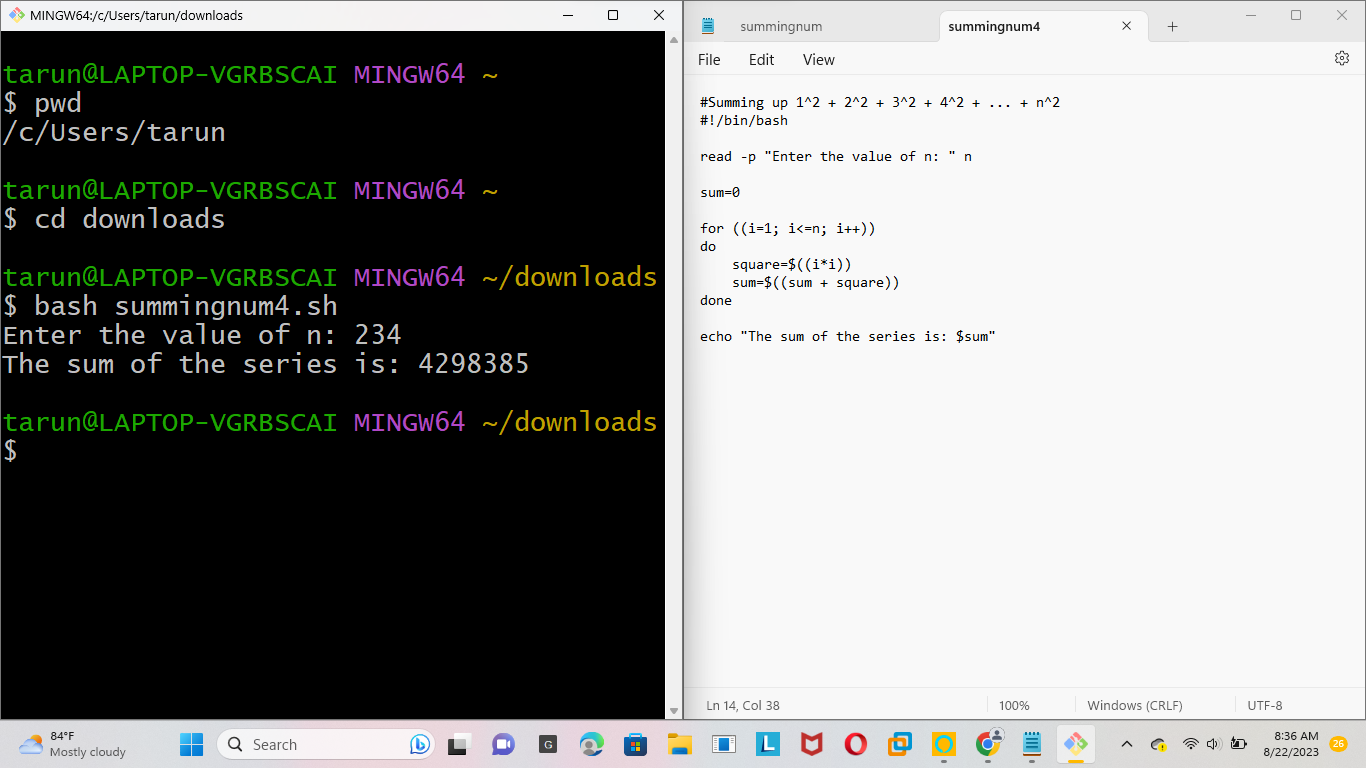 MINGW64:/c/Users/tarun/downloads
tarun@LAPTOP-VGRBSCAI MINGW64 ~
$ pwd
/c/Users/tarun
tarun@LAPTOP-VGRBSCAI MINGW64 ~
$ cd downloads
tarun@LAPTOP-VGRBSCAI MINGW64 ~/downloads
$ bash summingnum4.sh
Enter the value of n: 234
The sum of the series is: 4298385
tarun@LAPTOP-VGRBSCAI MINGW64 ~/downloads
$
summingnum summingnum4
File Edit View
#Summing up 1^2 + 2^2 + 3^2 + 4^2 + ... + n^2
#!/bin/bash
read -p "Enter the value of n: " n
sum=0
for ((i=1; i<=n; i++))
do
    square=$((i*i))
    sum=$((sum + square))
done
echo "The sum of the series is: $sum"
Ln 14, Col 38 100% Windows (CRLF) UTF-8
84°F
Mostly cloudy
Search
G
L
8:36 AM
8/22/2023
26